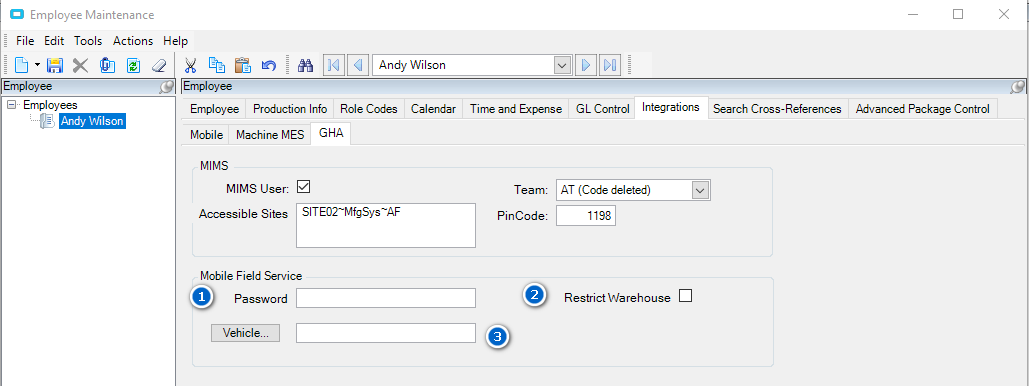 Employee Maintenance
File Edit Tools Actions Help
Andy Wilson
Employee
Employees
Andy Wilson
Employee
Employee Production Info Role Codes Calendar Time and Expense GL Control Integrations Search Cross-References Advanced Package Control
Mobile Machine MES GHA
MIMS
MIMS User: Team: AT (Code deleted)
Accessible Sites SITE02~MfgSys~AF PinCode: 1198
Mobile Field Service
1 Password 2 Restrict Warehouse
Vehicle... 3